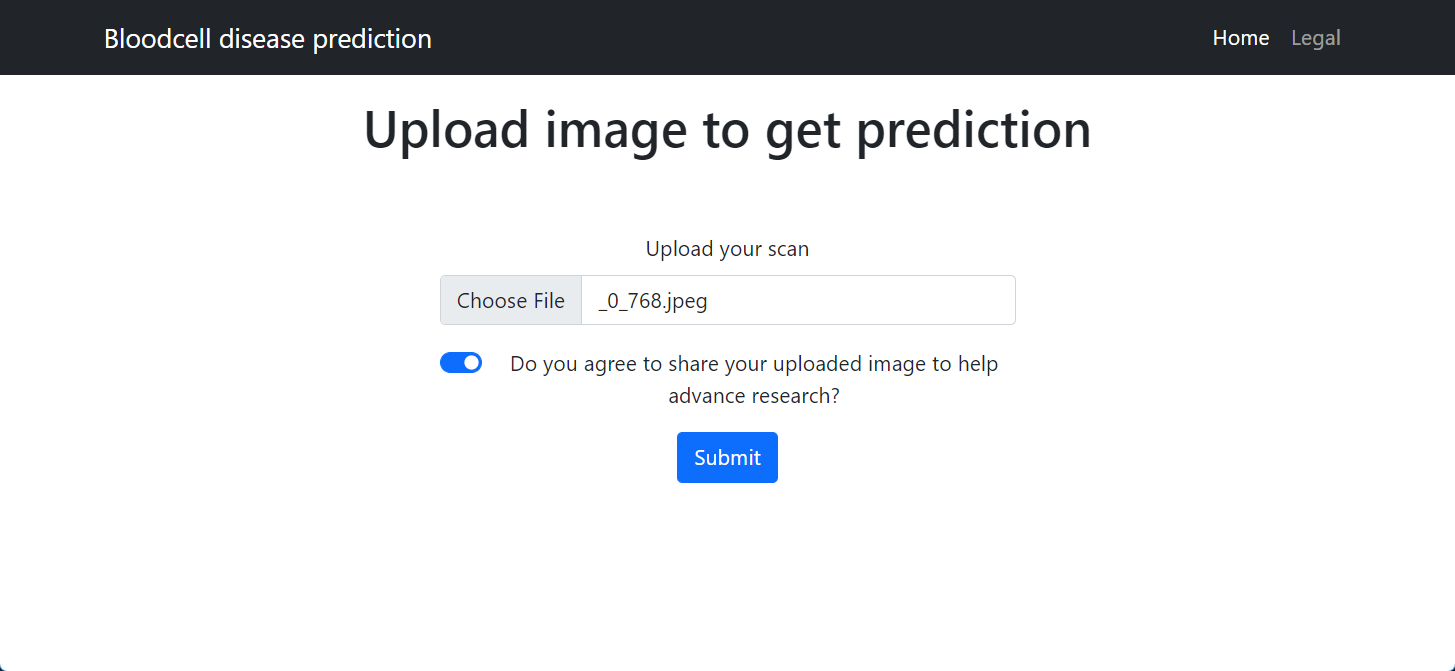 Bloodcell disease prediction
Home Legal
Upload image to get prediction
Upload your scan
Choose File _0_768.jpeg
Do you agree to share your uploaded image to help
advance research?
Submit